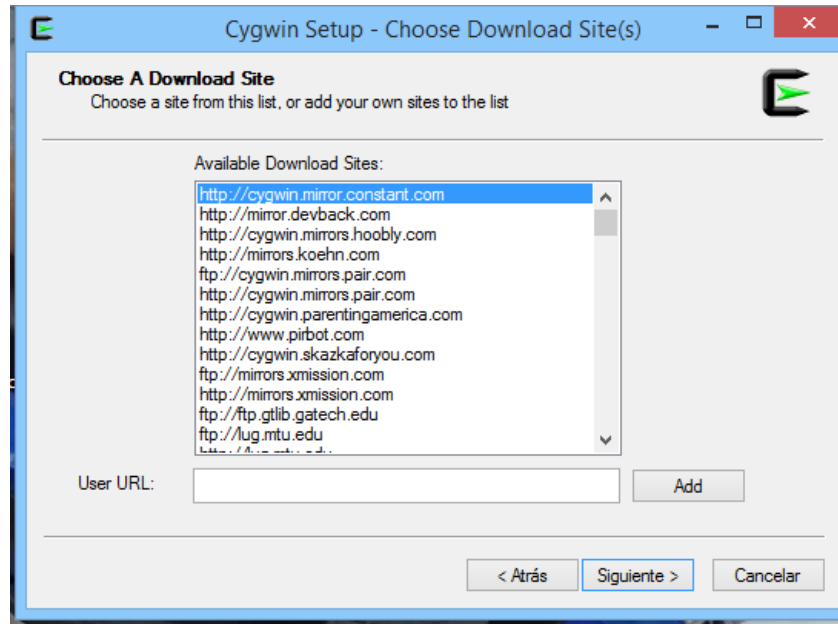 Cygwin Setup - Choose Download Site(s)
Choose A Download Site
Choose a site from this list, or add your own sites to the list
Available Download Sites:
http://cygwin.mirror.constant.com
http://mirror.devback.com
http://cygwin.mirrors.hoobly.com
http://mirrors.koehn.com
ftp://cygwin.mirrors.pair.com
http://cygwin.mirrors.pair.com
http://cygwin.parentingamerica.com
http://www.pirbot.com
http://cygwin.skazkaforyou.com
ftp://mirrors.xmission.com
http://mirrors.xmission.com
ftp://ftp.gtlib.gatech.edu
ftp://lug.mtu.edu
http://lug.mtu.edu
User URL:
Add
< Atrás
Siguiente >
Cancelar